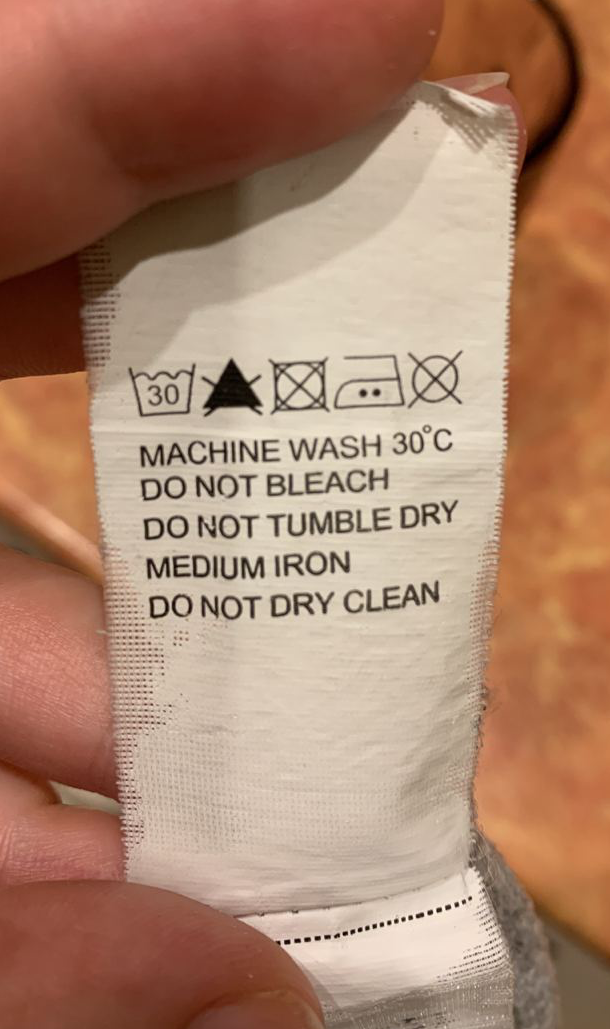 30
MACHINE WASH 30°C
DO NOT BLEACH
DO NOT TUMBLE DRY
MEDIUM IRON
DO NOT DRY CLEAN